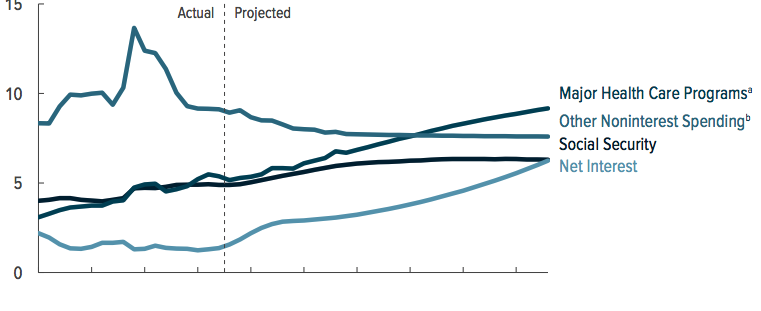 15
Actual
Projected
10
Major Health Care Programsᵃ
Other Noninterest Spendingᵇ
Social Security
Net Interest
5
0